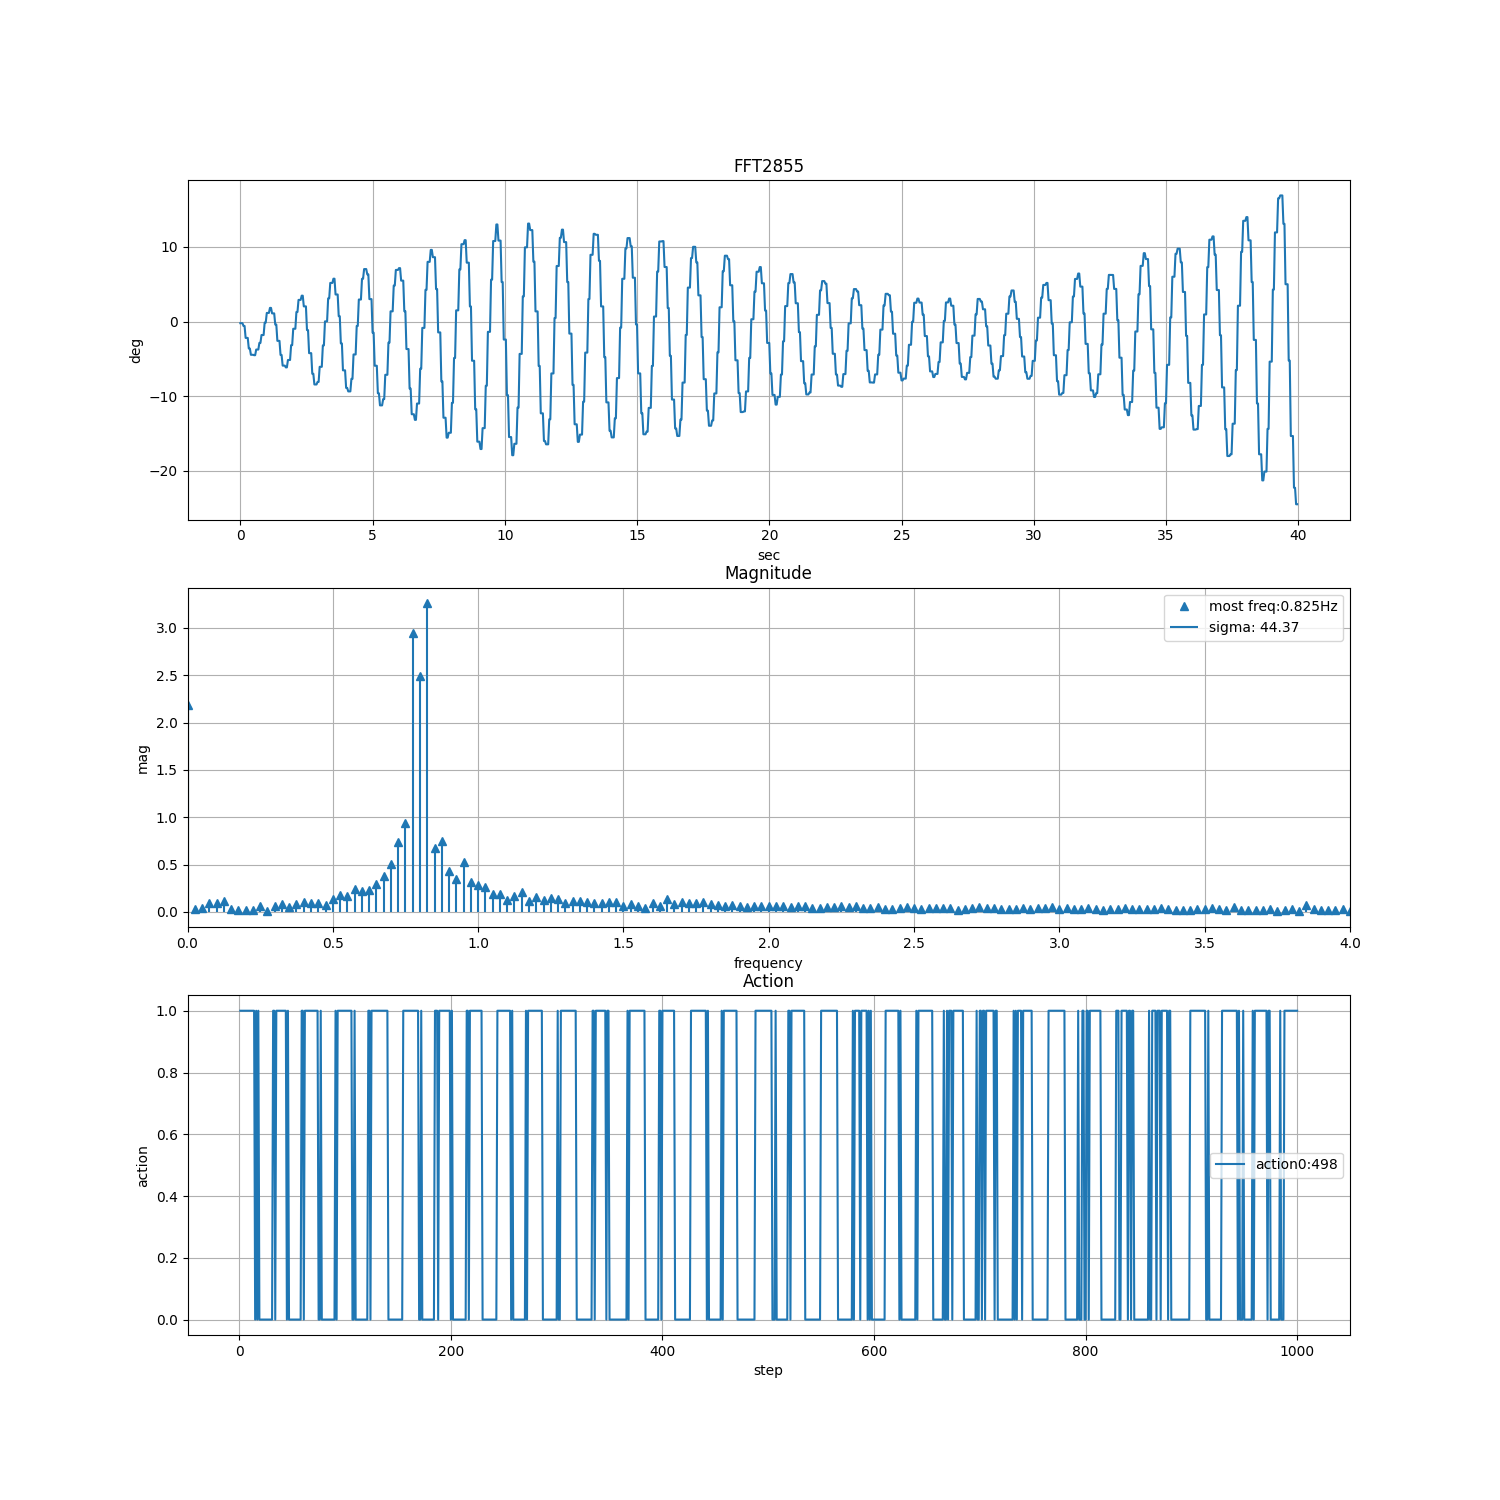 FFT2855
10
0
−10
−20
deg
0 5 10 15 20 25 30 35 40
sec
Magnitude
most freq:0.825Hz
sigma: 44.37
3.0
2.5
2.0
1.5
1.0
0.5
0.0
mag
0.0 0.5 1.0 1.5 2.0 2.5 3.0 3.5 4.0
frequency
Action
1.0
0.8
0.6
0.4
0.2
0.0
action
action0:498
0 200 400 600 800 1000
step